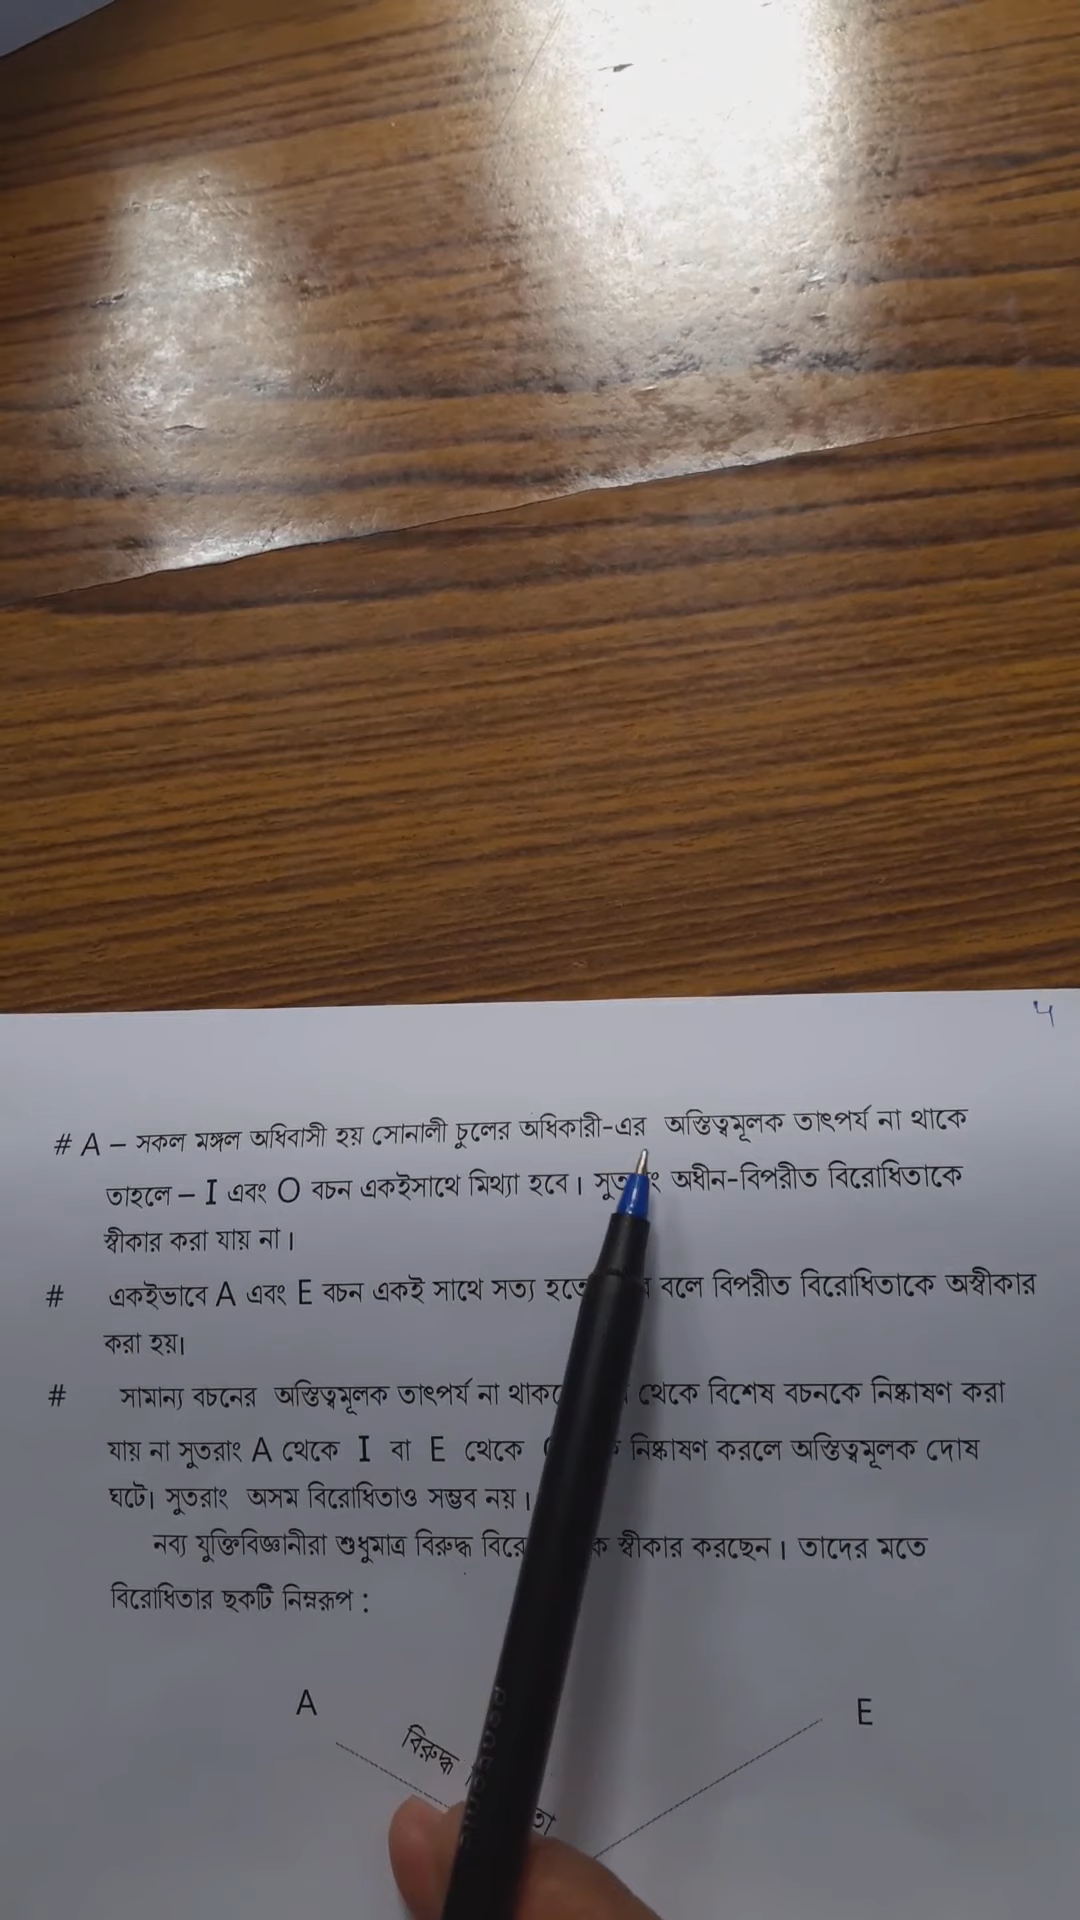 ৭
# A – সকল মঙ্গল অধিবাসী হয় সোনালী চুলের অধিকারী-এর অস্তিত্বমূলক তাৎপর্য না থাকে
তাহলে – I এবং O বচন একইসাথে মিথ্যা হবে। অধীন-বিপরীত বিরোধিতাকে
স্বীকার করা যায় না।
# একইভাবে A এবং E বচন একই সাথে সত্য বলে বিপরীত বিরোধিতাকে অস্বীকার
করা হয়।
# সামান্য বচনের অস্তিত্বমূলক তাৎপর্য না থেকে বিশেষ বচনকে নিষ্কাষণ করা
যায় না সুতরাং A থেকে I বা E থেকে নিষ্কাষণ করলে অস্তিত্বমূলক দোষ
ঘটে। সুতরাং অসম বিরোধিতাও সম্ভব নয়।
নব্য যুক্তিবিজ্ঞানীরা শুধুমাত্র বিরুদ্ধ স্বীকার করছেন। তাদের মতে
বিরোধিতার ছকটি নিম্নরূপ :
A E
বিরুদ্ধ